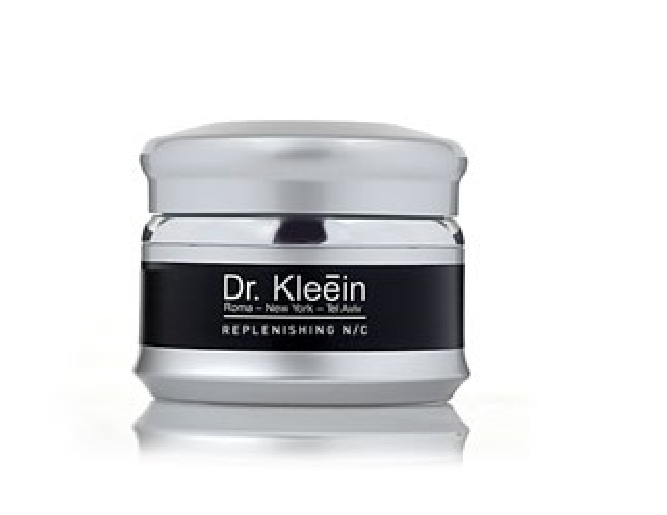 Dr. Kleēin
Roma – New York – Tel Aviv
REPLENISHING N/C